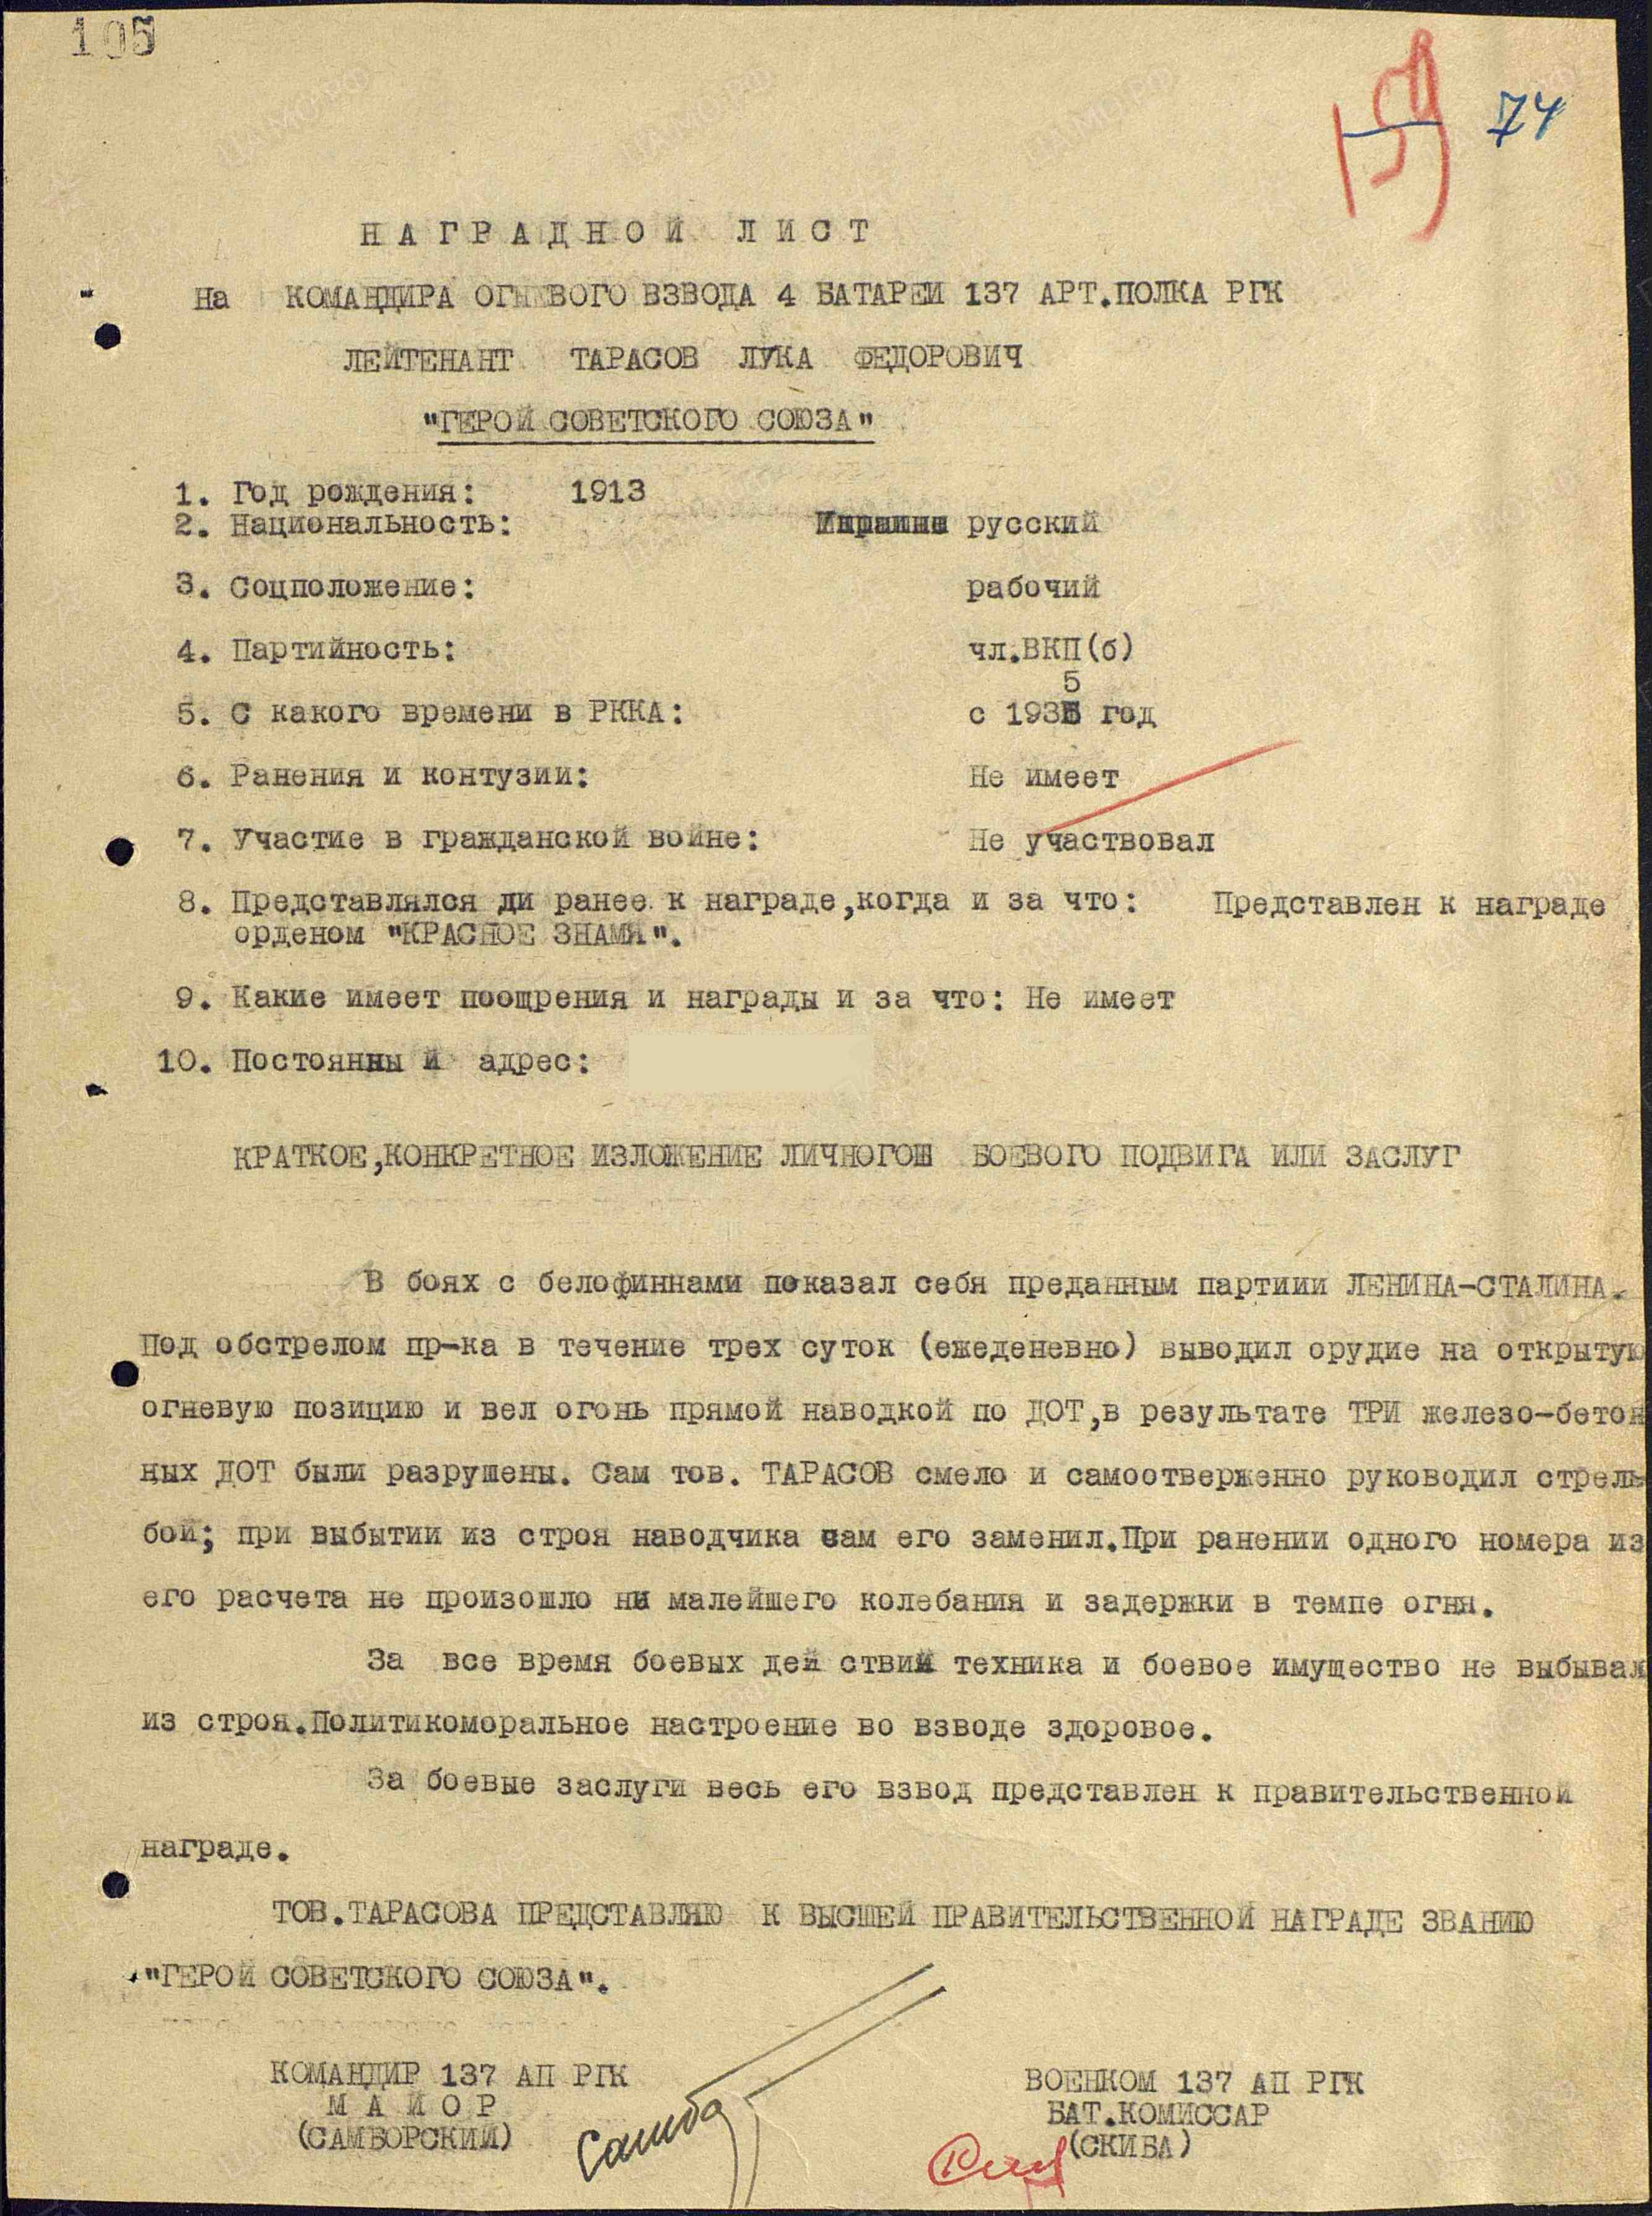 105
74
НАГРАДНОЙ ЛИСТ
на КОМАНДИРА ОГНЕВОГО ВЗВОДА 4 БАТАРЕИ 137 АРТ.ПОЛКА РГК
ЛЕЙТЕНАНТ ТАРАСОВ ЛУКА ФЕДОРОВИЧ
"ГЕРОЙ СОВЕТСКОГО СОЮЗА"
1. Год рождения: 1913
2. Национальность: русский
3. Соцположение: рабочий
4. Партийность: чл.ВКП(б)
5
5. С какого времени в РККА: с 193 год
6. Ранения и контузии: Не имеет
7. Участие в гражданской войне: Не участвовал
8. Представлялся ди ранее к награде,когда и за что: Представлен к награде
орденом "КРАСНОЕ ЗНАМЯ".
9. Какие имеет поощрения и награды и за что: Не имеет
10. Постоянны й адрес:
КРАТКОЕ,КОНКРЕТНОЕ ИЗЛОЖЕНИЕ ЛИЧНОГО БОЕВОГО ПОДВИГА ИЛИ ЗАСЛУГ
В боях с белофиннами показал себя преданным партиии ЛЕНИНА-СТАЛИНА.
Под обстрелом пр-ка в течение трех суток (ежеденевно) выводил орудие на открытую
огневую позицию и вел огонь прямой наводкой по ДОТ,в результате ТРИ железо-бетон
ных ДОТ были разрушены. Сам тов. ТАРАСОВ смело и самоотверженно руководил стрель
бой; при выбытии из строя наводчика сам его заменил.При ранении одного номера из
его расчета не произошло ни малейшего колебания и задержки в темпе огня.
За все время боевых дей ствий техника и боевое имущество не выбывал
из строя.Политикоморальное настроение во взводе здоровое.
За боевые заслуги весь его взвод представлен к правительственной
награде.
ТОВ.ТАРАСОВА ПРЕДСТАВЛЯЮ К ВЫСШЕЙ ПРАВИТЕЛЬСТВЕННОЙ НАГРАДЕ ЗВАНИЮ
"ГЕРОЙ СОВЕТСКОГО СОЮЗА".
КОМАНДИР 137 АП РГК
МАЙОР
(САМБОРСКИЙ)
ВОЕНКОМ 137 АП РГК
БАТ.КОМИССАР
(СКИБА)